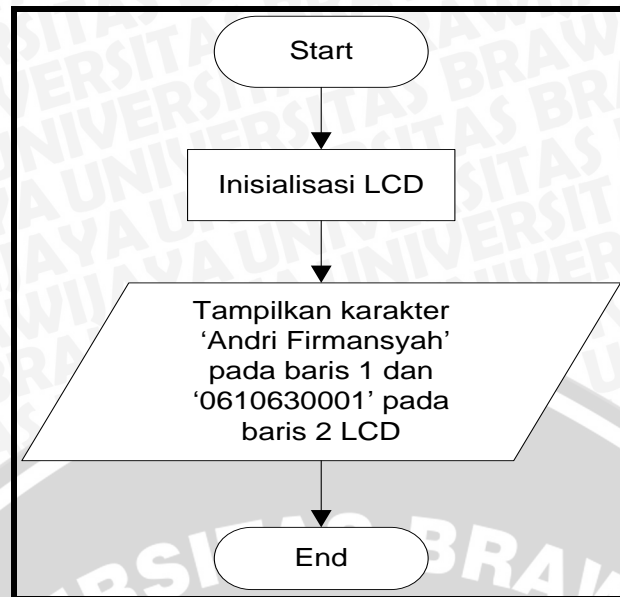 Start
Inisialisasi LCD
Tampilkan karakter
‘Andri Firmansyah’
pada baris 1 dan
‘0610630001’ pada
baris 2 LCD
End